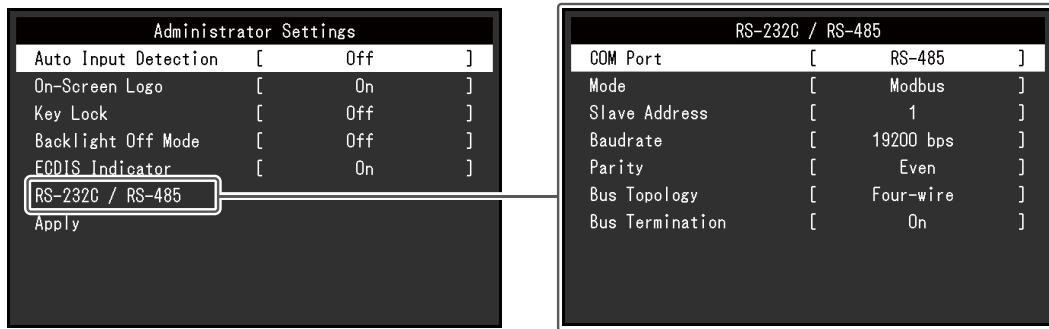 Administrator Settings
Auto Input Detection [ Off ]
On-Screen Logo [ On ]
Key Lock [ Off ]
Backlight Off Mode [ Off ]
ECDIS Indicator [ On ]
RS-232C / RS-485
Apply
RS-232C / RS-485
COM Port [ RS-485 ]
Mode [ Modbus ]
Slave Address [ 1 ]
Baudrate [ 19200 bps ]
Parity [ Even ]
Bus Topology [ Four-wire ]
Bus Termination [ On ]